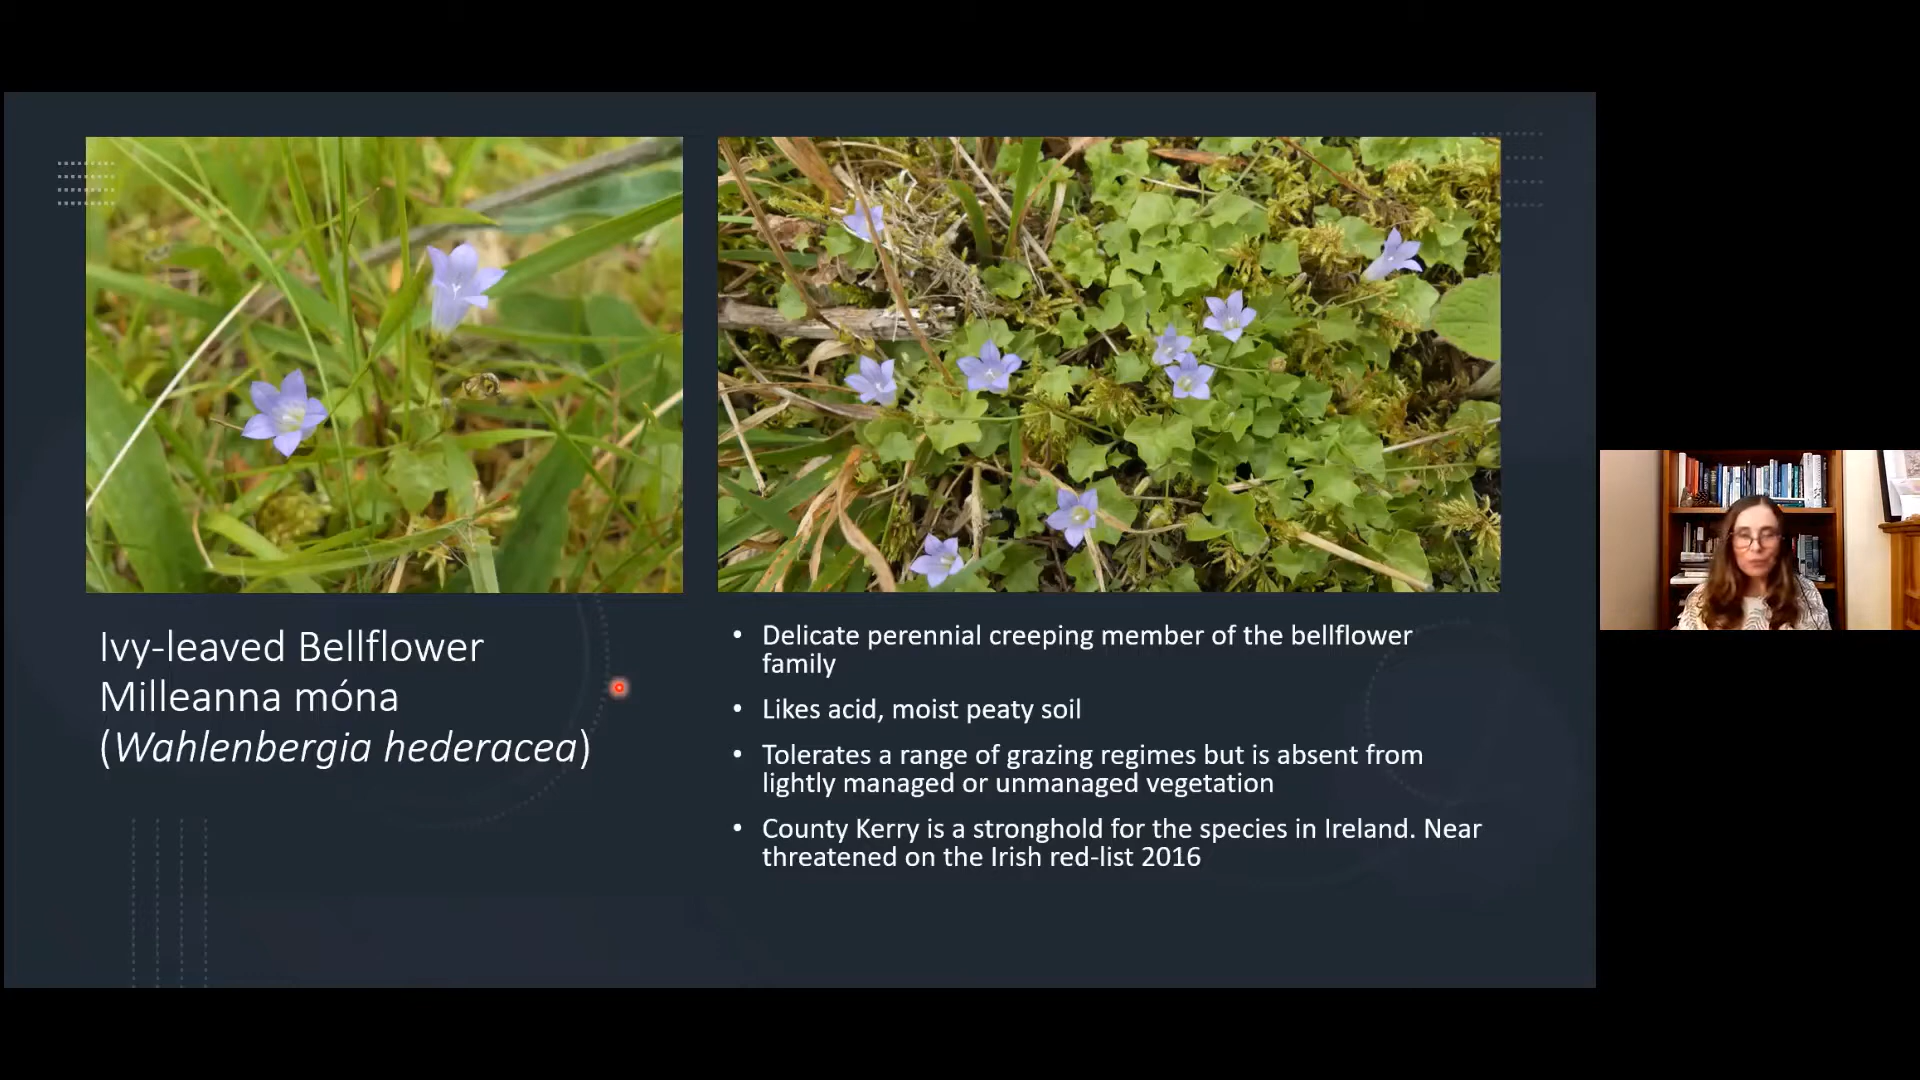 Ivy-leaved Bellflower
Milleanna móna
(Wahlenbergia hederacea)
• Delicate perennial creeping member of the bellflower
family
• Likes acid, moist peaty soil
• Tolerates a range of grazing regimes but is absent from
lightly managed or unmanaged vegetation
• County Kerry is a stronghold for the species in Ireland. Near
threatened on the Irish red-list 2016